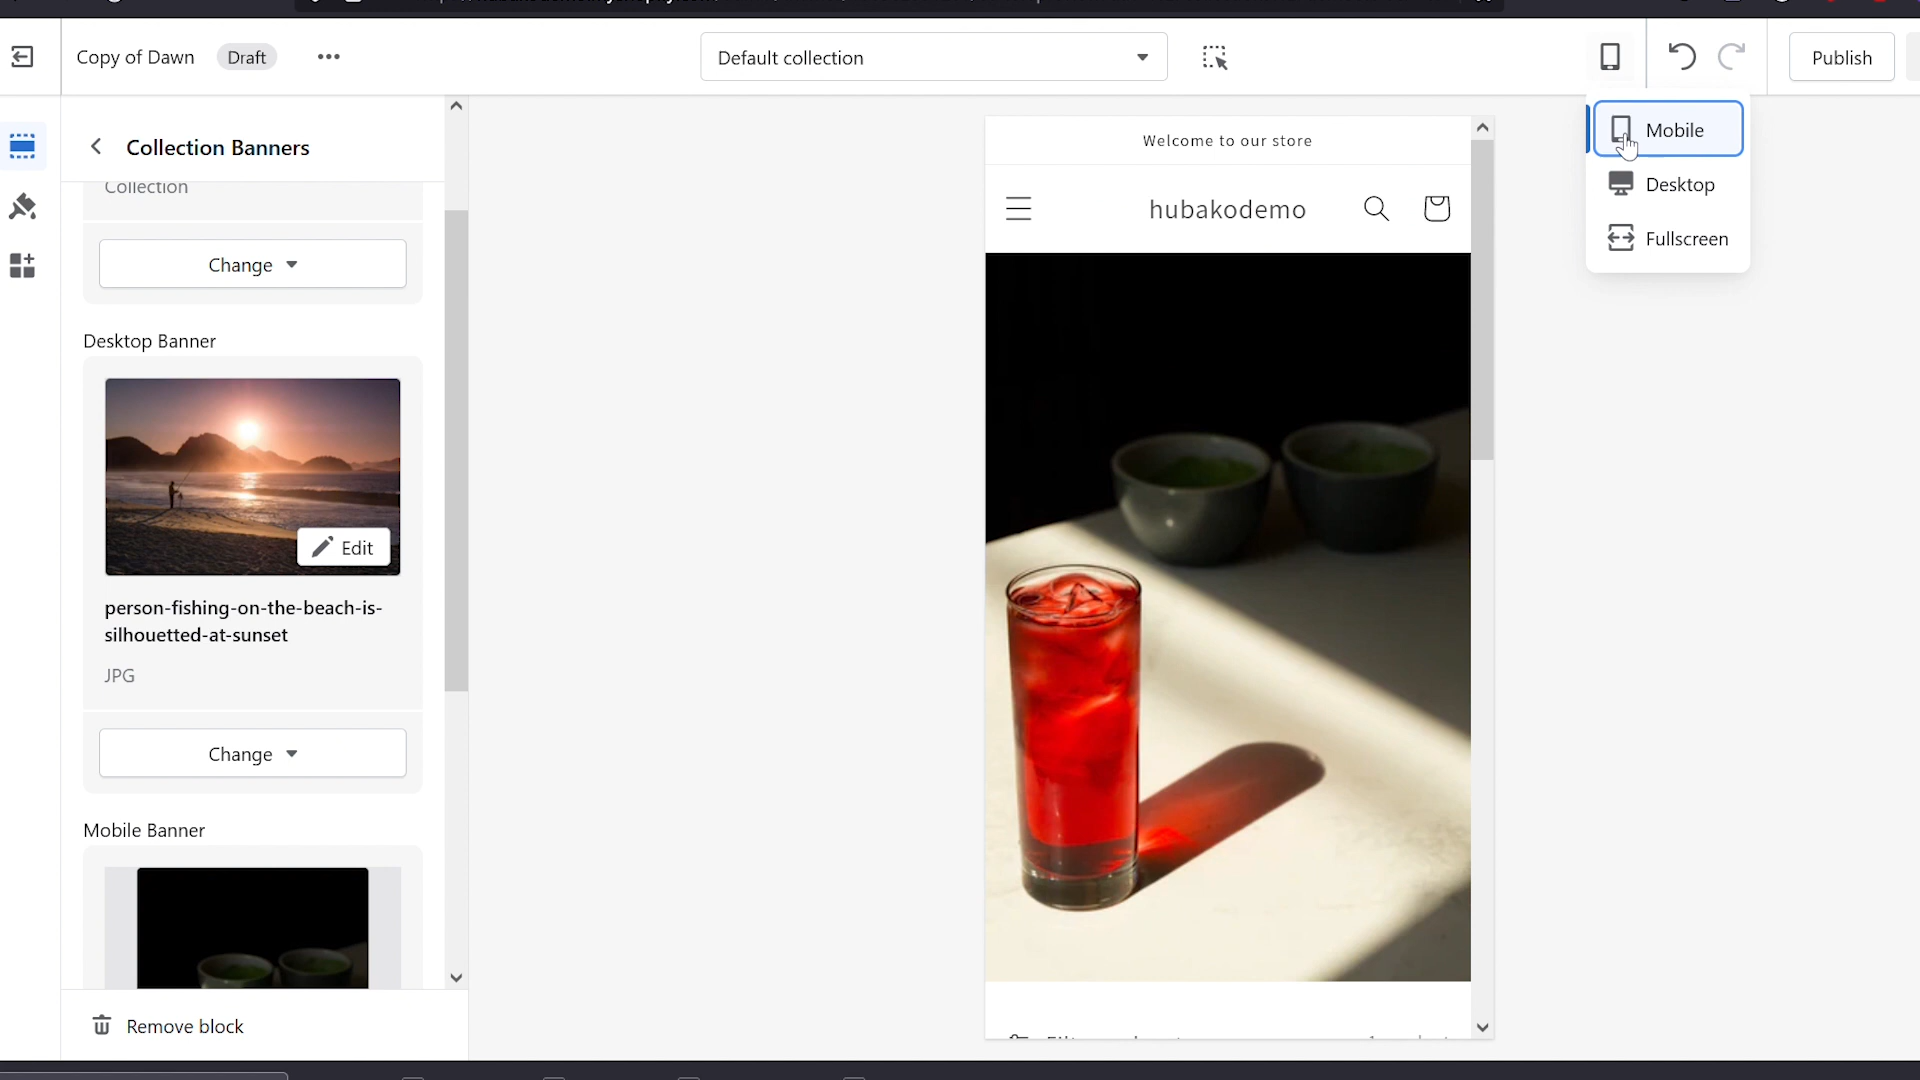 Copy of Dawn
Draft
Default collection
Publish
Collection Banners
Collection
Change
Desktop Banner
Edit
person-fishing-on-the-beach-is-
silhouetted-at-sunset
JPG
Change
Mobile Banner
Remove block
Welcome to our store
hubakodemo
Mobile
Desktop
Fullscreen